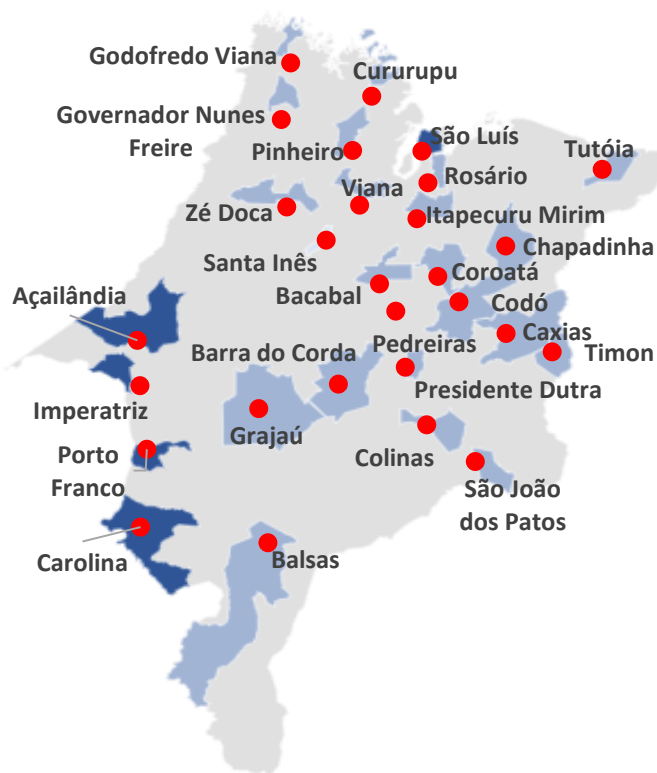 Godofredo Viana
Cururupu
Governador Nunes
Freire
São Luís
Pinheiro
Tutóia
Rosário
Viana
Zé Doca
Itapecuru Mirim
Chapadinha
Santa Inês
Coroatá
Açailândia
Bacabal
Codó
Caxias
Pedreiras
Barra do Corda
Timon
Presidente Dutra
Imperatriz
Grajaú
Colinas
Porto
Franco
São João
dos Patos
Carolina
Balsas